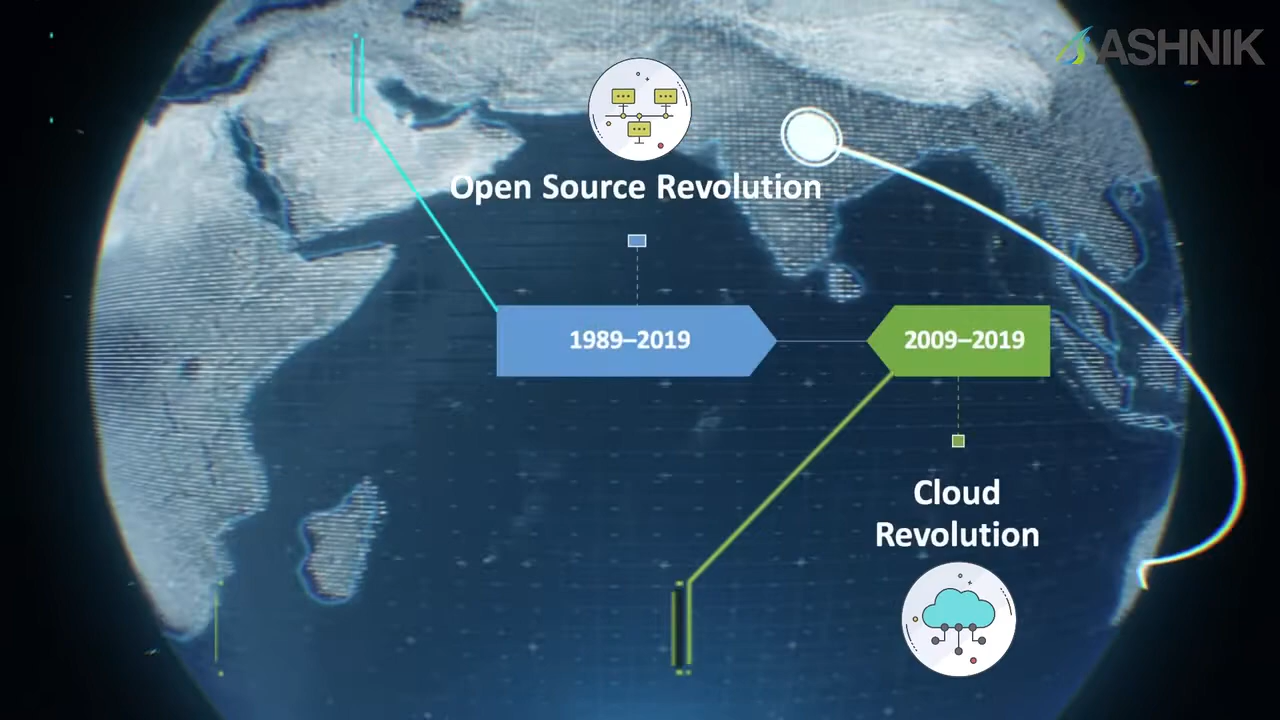 ASHNIK
Open Source Revolution
1989–2019
2009–2019
Cloud
Revolution